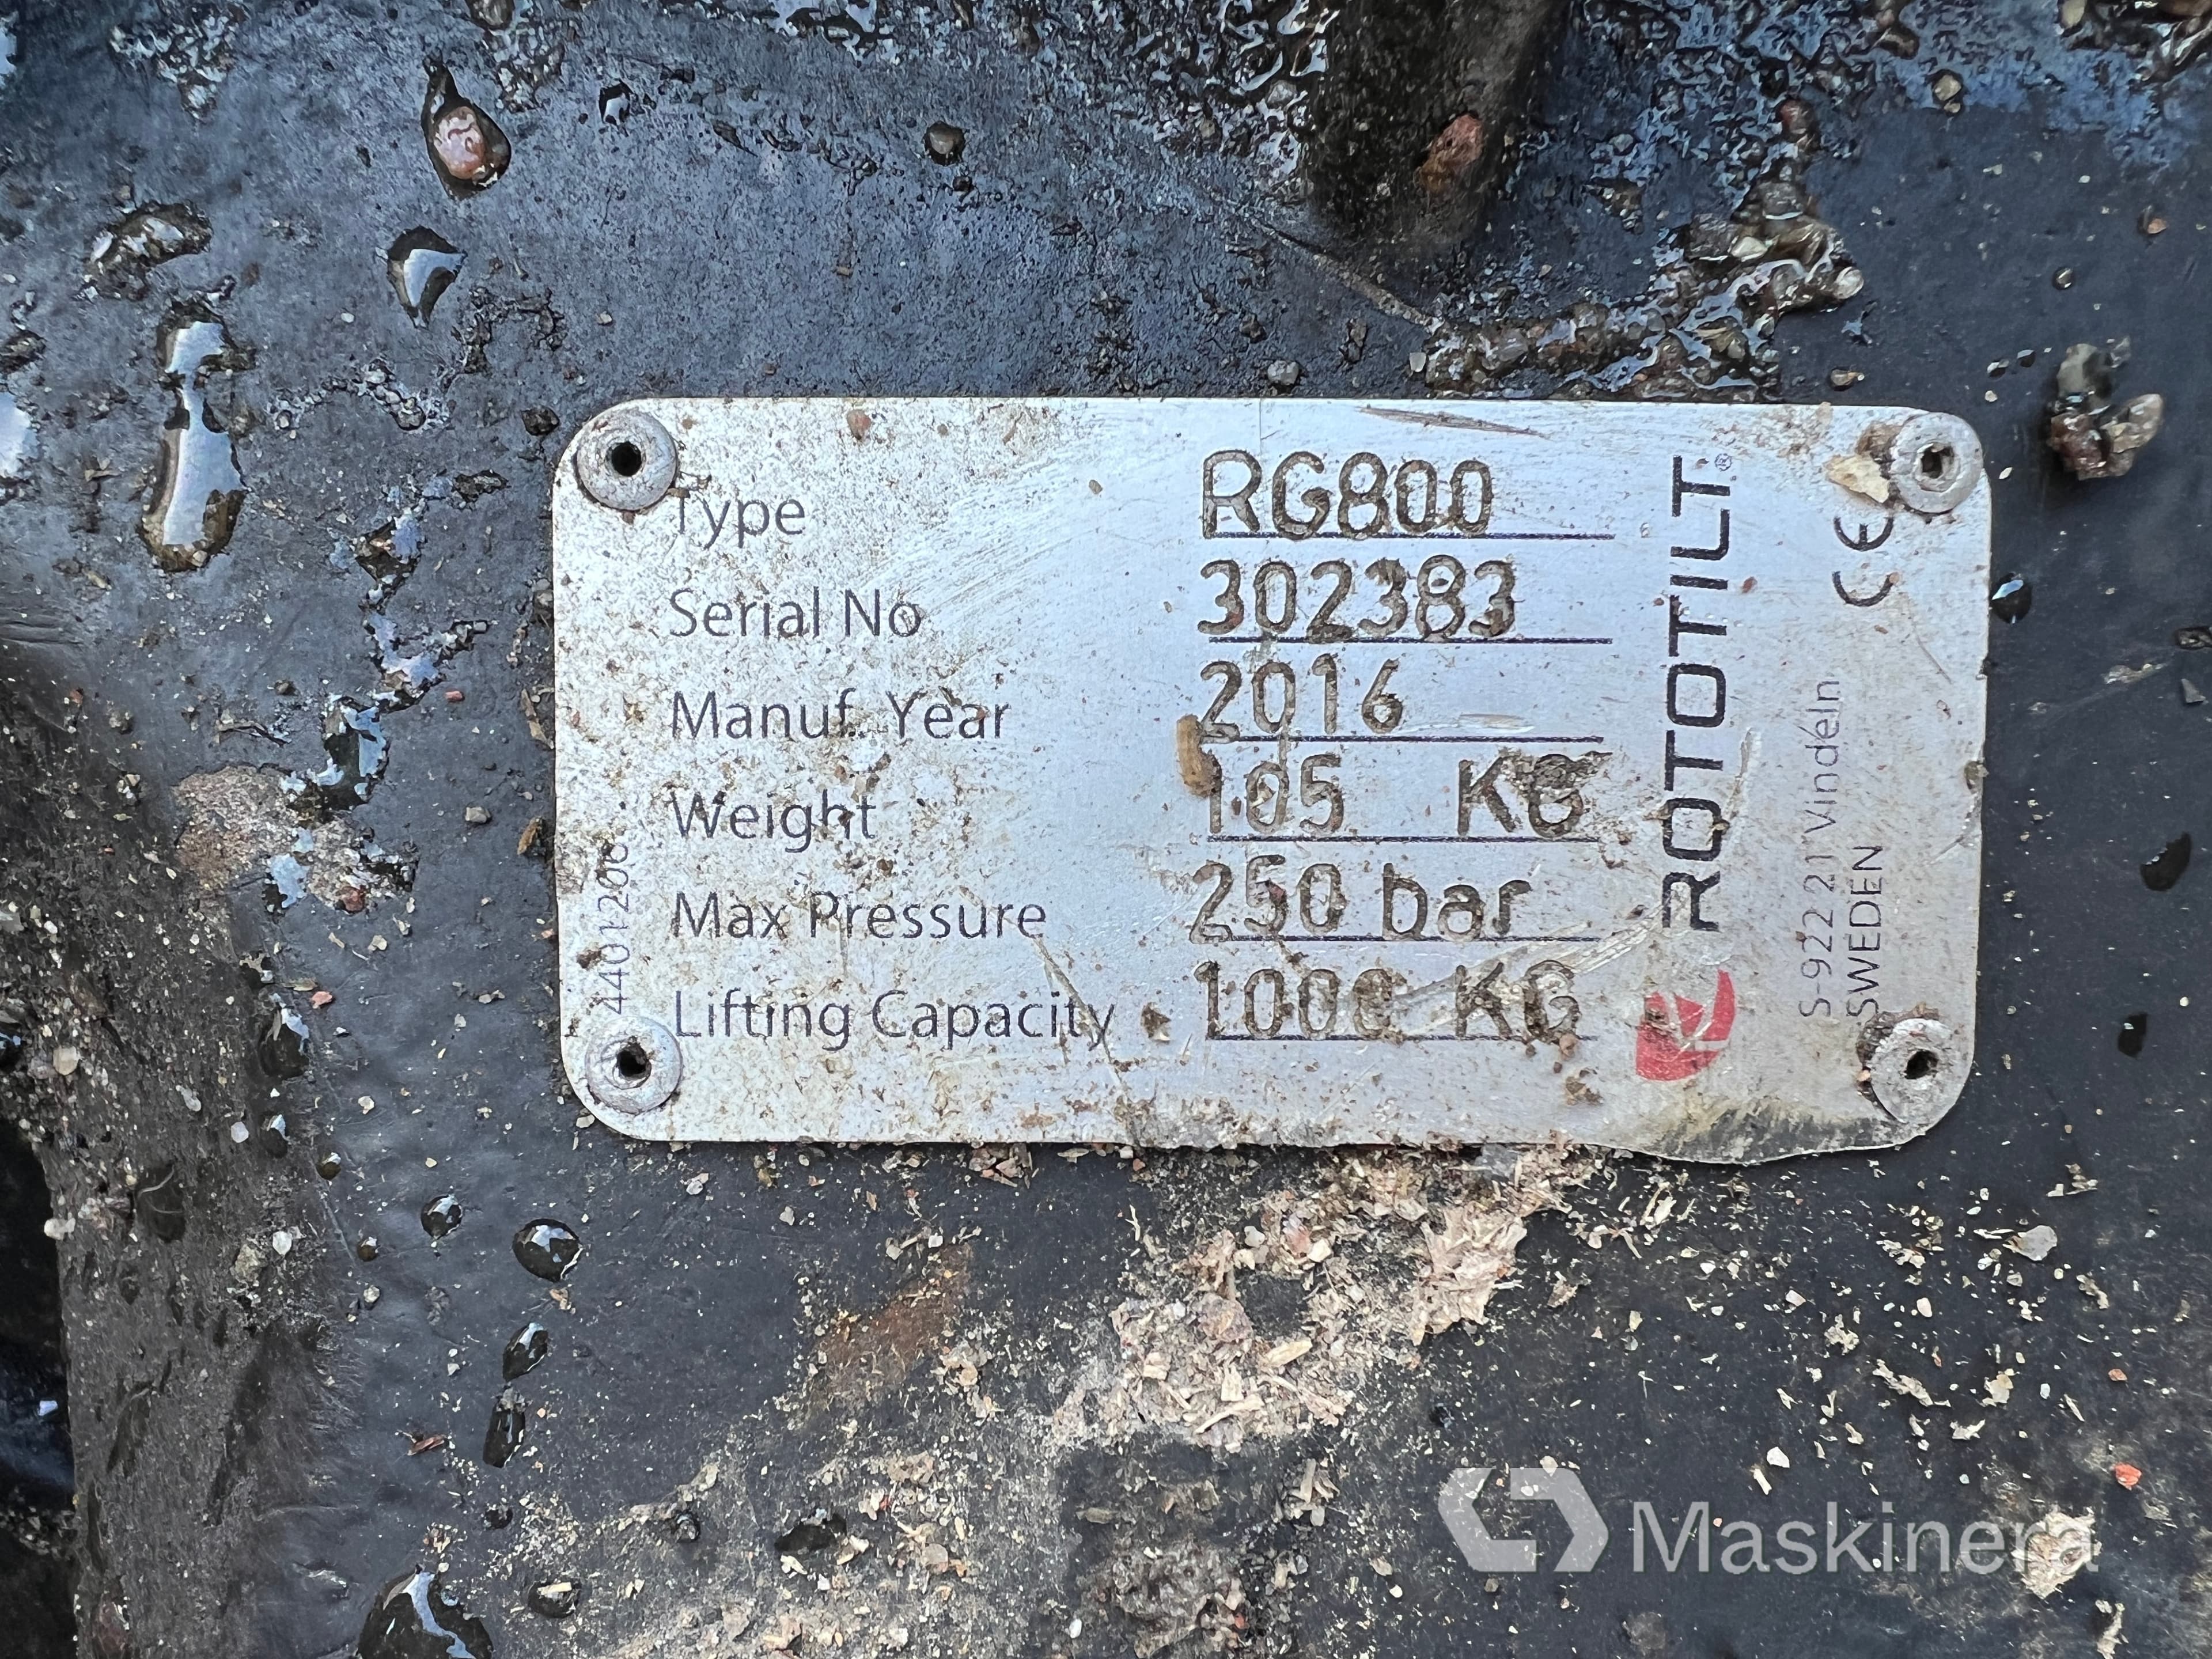 Type RG800
Serial No 302383
Manuf. Year 2016
Weight 105 KG
Max Pressure 250 bar
Lifting Capacity 1000 KG
ROTOTILT®
CE
S-922 21 Vindeln
SWEDEN
Maskinera